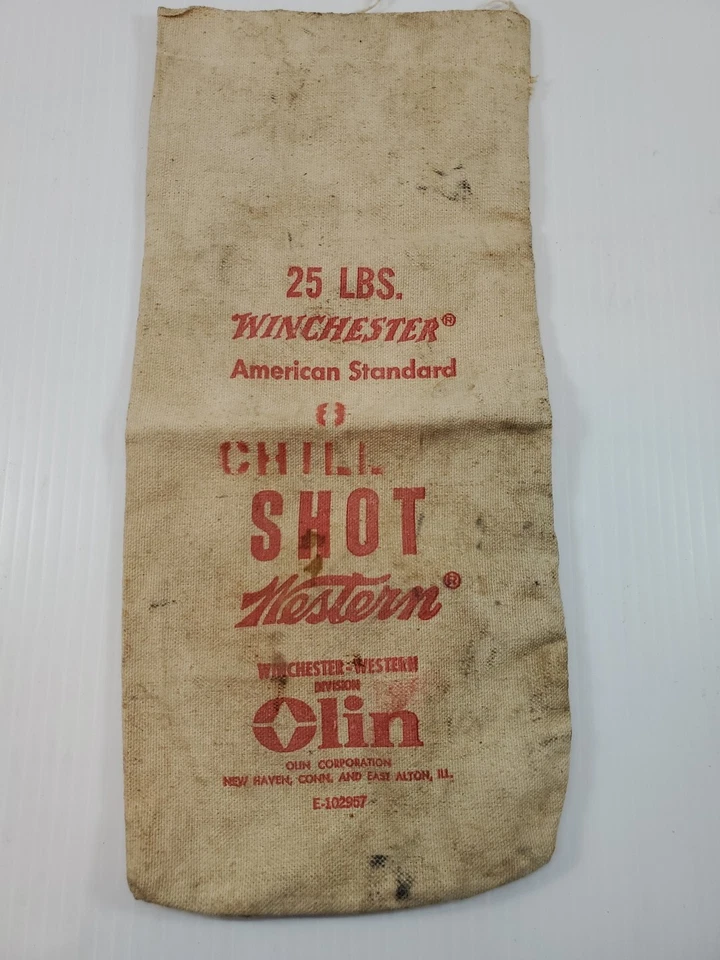 25 LBS.
WINCHESTER®
American Standard
8
CHILL
SHOT
Western®
WINCHESTER-WESTERN
DIVISION
Olin
OLIN CORPORATION
NEW HAVEN, CONN. AND EAST ALTON, ILL.
E-102957